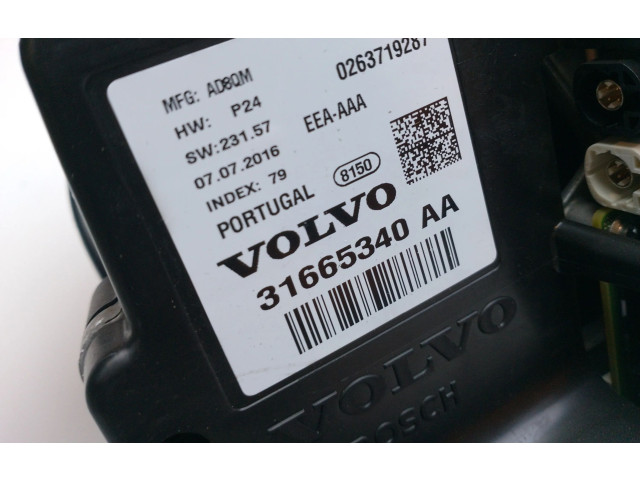 0263719287
MFG: AD8QM
HW: P24
EEA-AAA
SW:231.57
07.07.2016
INDEX: 79
8150
PORTUGAL
VOLVO
31665340 AA
VOLVO
BOSCH